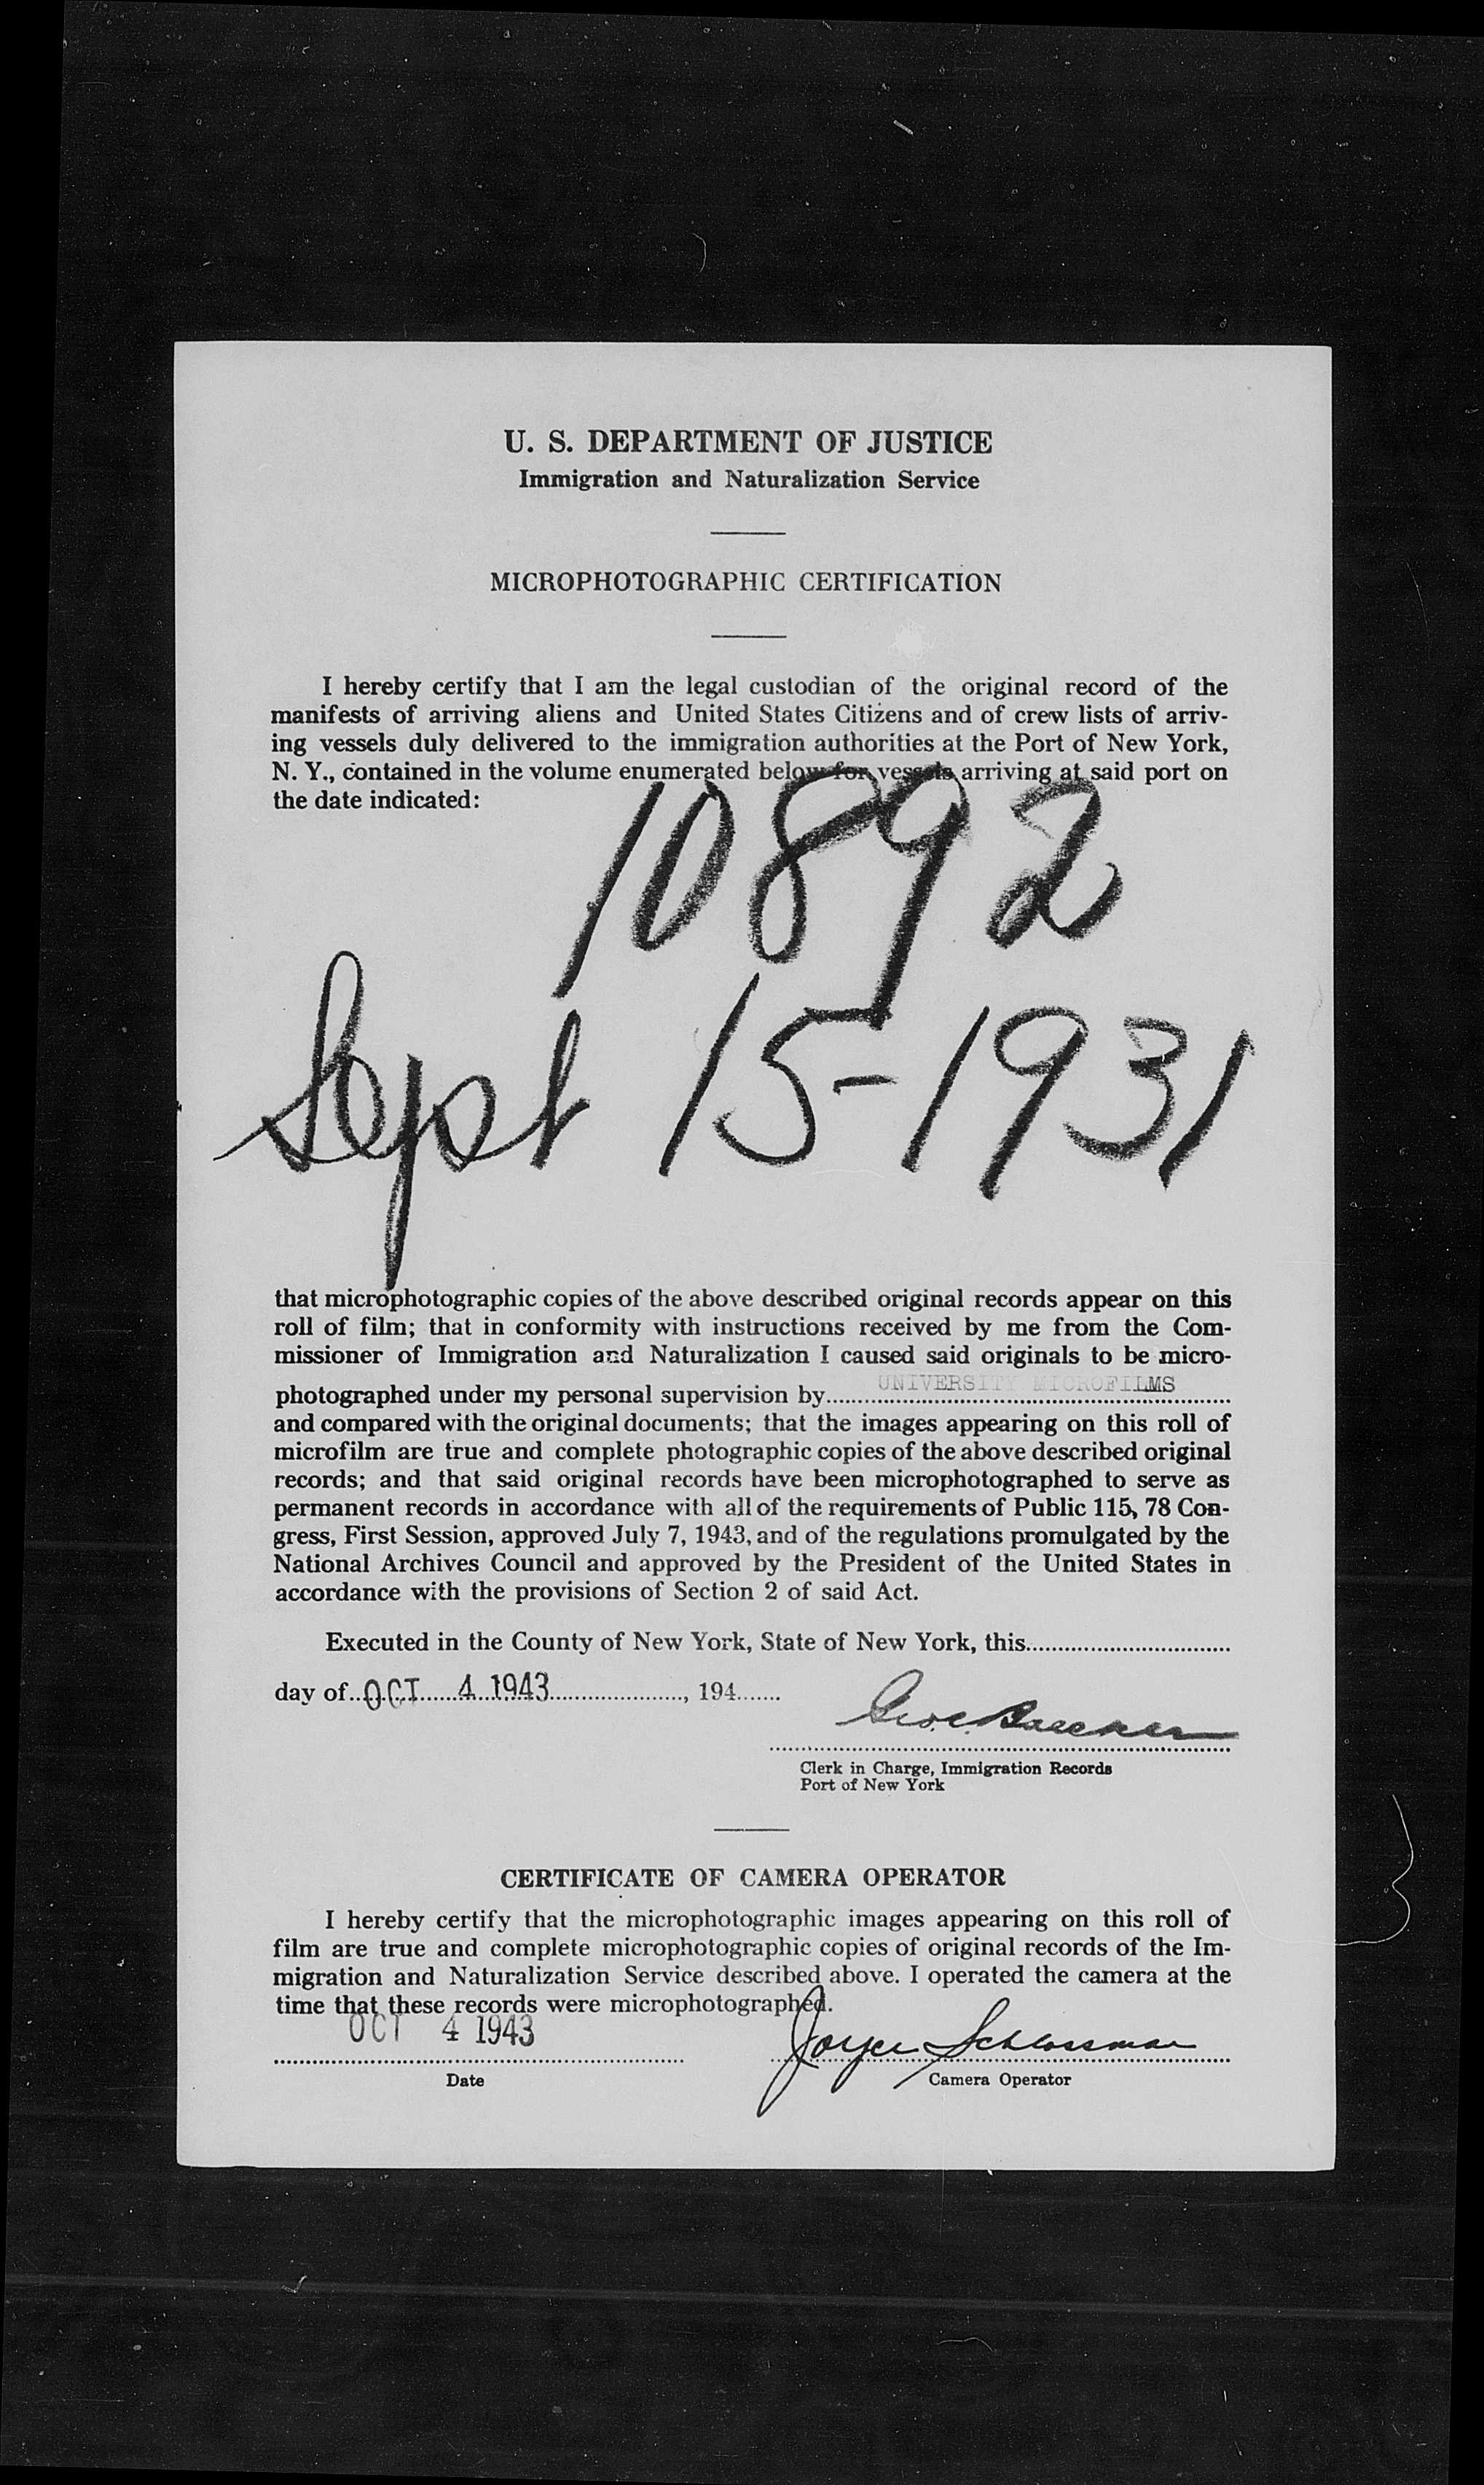 U. S. DEPARTMENT OF JUSTICE
Immigration and Naturalization Service
MICROPHOTOGRAPHIC CERTIFICATION
I hereby certify that I am the legal custodian of the original record of the
manifests of arriving aliens and United States Citizens and of crew lists of arriv-
ing vessels duly delivered to the immigration authorities at the Port of New York,
N. Y., contained in the volume enumerated below for vessels arriving at said port on
the date indicated:
10892
Sept 15-1931
that microphotographic copies of the above described original records appear on this
roll of film; that in conformity with instructions received by me from the Com-
missioner of Immigration and Naturalization I caused said originals to be micro-
photographed under my personal supervision by UNIVERSITY MICROFILMS
and compared with the original documents; that the images appearing on this roll of
microfilm are true and complete photographic copies of the above described original
records; and that said original records have been microphotographed to serve as
permanent records in accordance with all of the requirements of Public 115, 78 Con-
gress, First Session, approved July 7, 1943, and of the regulations promulgated by the
National Archives Council and approved by the President of the United States in
accordance with the provisions of Section 2 of said Act.
Executed in the County of New York, State of New York, this
day of OCT 4 1943, 194
Clerk in Charge, Immigration Records
Port of New York
CERTIFICATE OF CAMERA OPERATOR
I hereby certify that the microphotographic images appearing on this roll of
film are true and complete microphotographic copies of original records of the Im-
migration and Naturalization Service described above. I operated the camera at the
time that these records were microphotographed.
OCT 4 1943 Joyce Schlossman
Date Camera Operator